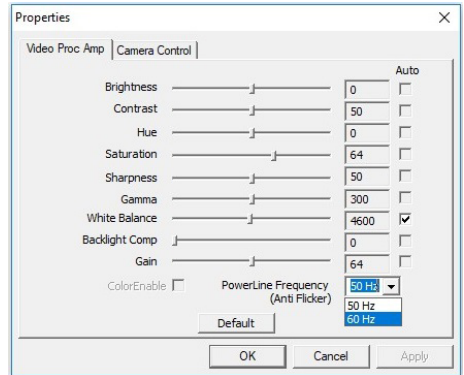 Properties
Video Proc Amp Camera Control
Auto
Brightness 0
Contrast 50
Hue 0
Saturation 64
Sharpness 50
Gamma 300
White Balance 4600
Backlight Comp 0
Gain 64
ColorEnable PowerLine Frequency 50 Hz
(Anti Flicker)
50 Hz
60 Hz
Default
OK Cancel Apply